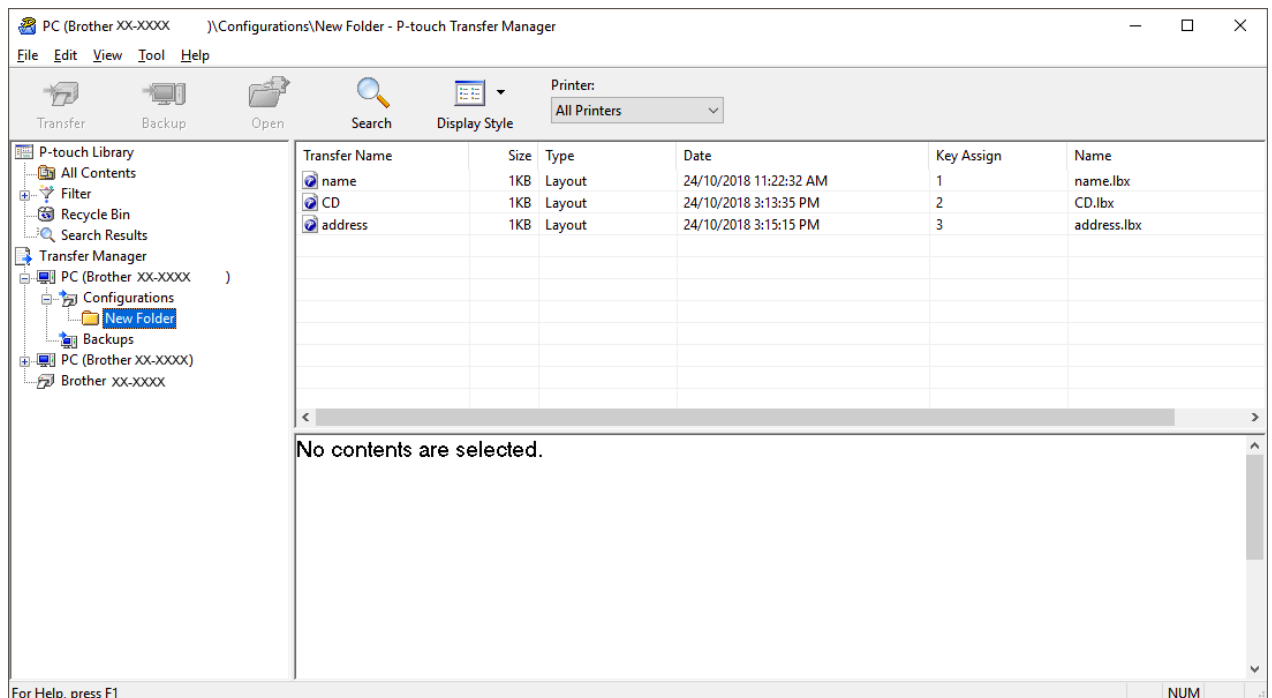 PC (Brother XX-XXXX )\Configurations\New Folder - P-touch Transfer Manager
File Edit View Tool Help
Transfer Backup Open Search Display Style Printer:
All Printers
P-touch Library
All Contents
Filter
Recycle Bin
Search Results
Transfer Manager
PC (Brother XX-XXXX )
Configurations
New Folder
Backups
PC (Brother XX-XXXX)
Brother XX-XXXX
Transfer Name Size Type Date Key Assign Name
name 1KB Layout 24/10/2018 11:22:32 AM 1 name.lbx
CD 1KB Layout 24/10/2018 3:13:35 PM 2 CD.lbx
address 1KB Layout 24/10/2018 3:15:15 PM 3 address.lbx
No contents are selected.
For Help, press F1 NUM